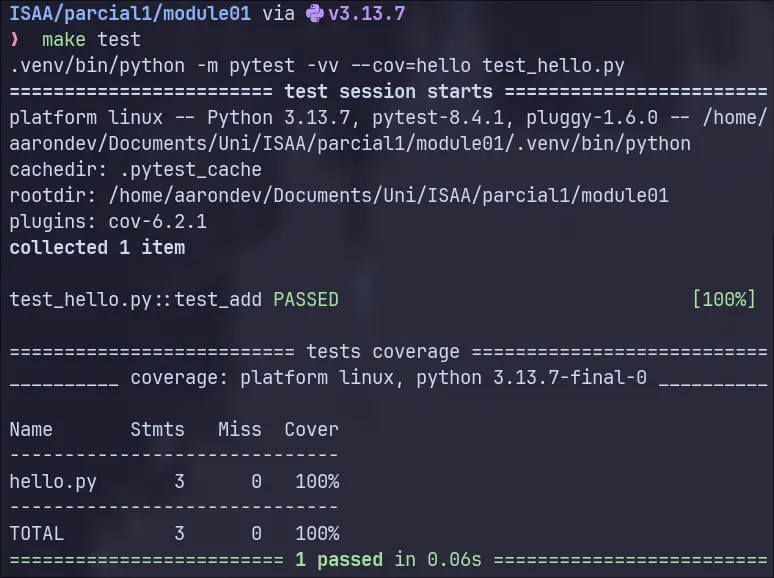 ISAA/parcial1/module01 via v3.13.7
❯ make test
.venv/bin/python -m pytest -vv --cov=hello test_hello.py
======================== test session starts ========================
platform linux -- Python 3.13.7, pytest-8.4.1, pluggy-1.6.0 -- /home/
aarondev/Documents/Uni/ISAA/parcial1/module01/.venv/bin/python
cachedir: .pytest_cache
rootdir: /home/aarondev/Documents/Uni/ISAA/parcial1/module01
plugins: cov-6.2.1
collected 1 item
test_hello.py::test_add PASSED [100%]
========================== tests coverage ===========================
__________ coverage: platform linux, python 3.13.7-final-0 __________
Name Stmts Miss Cover
------------------------------
hello.py 3 0 100%
------------------------------
TOTAL 3 0 100%
========================= 1 passed in 0.06s =========================